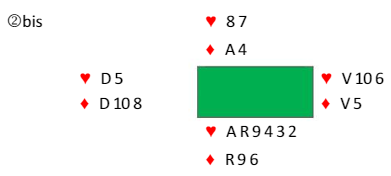 ②bis
♥ 8 7
♦ A 4
♥ D 5
♦ D 10 8
♥ V 10 6
♦ V 5
♥ A R 9 4 3 2
♦ R 9 6